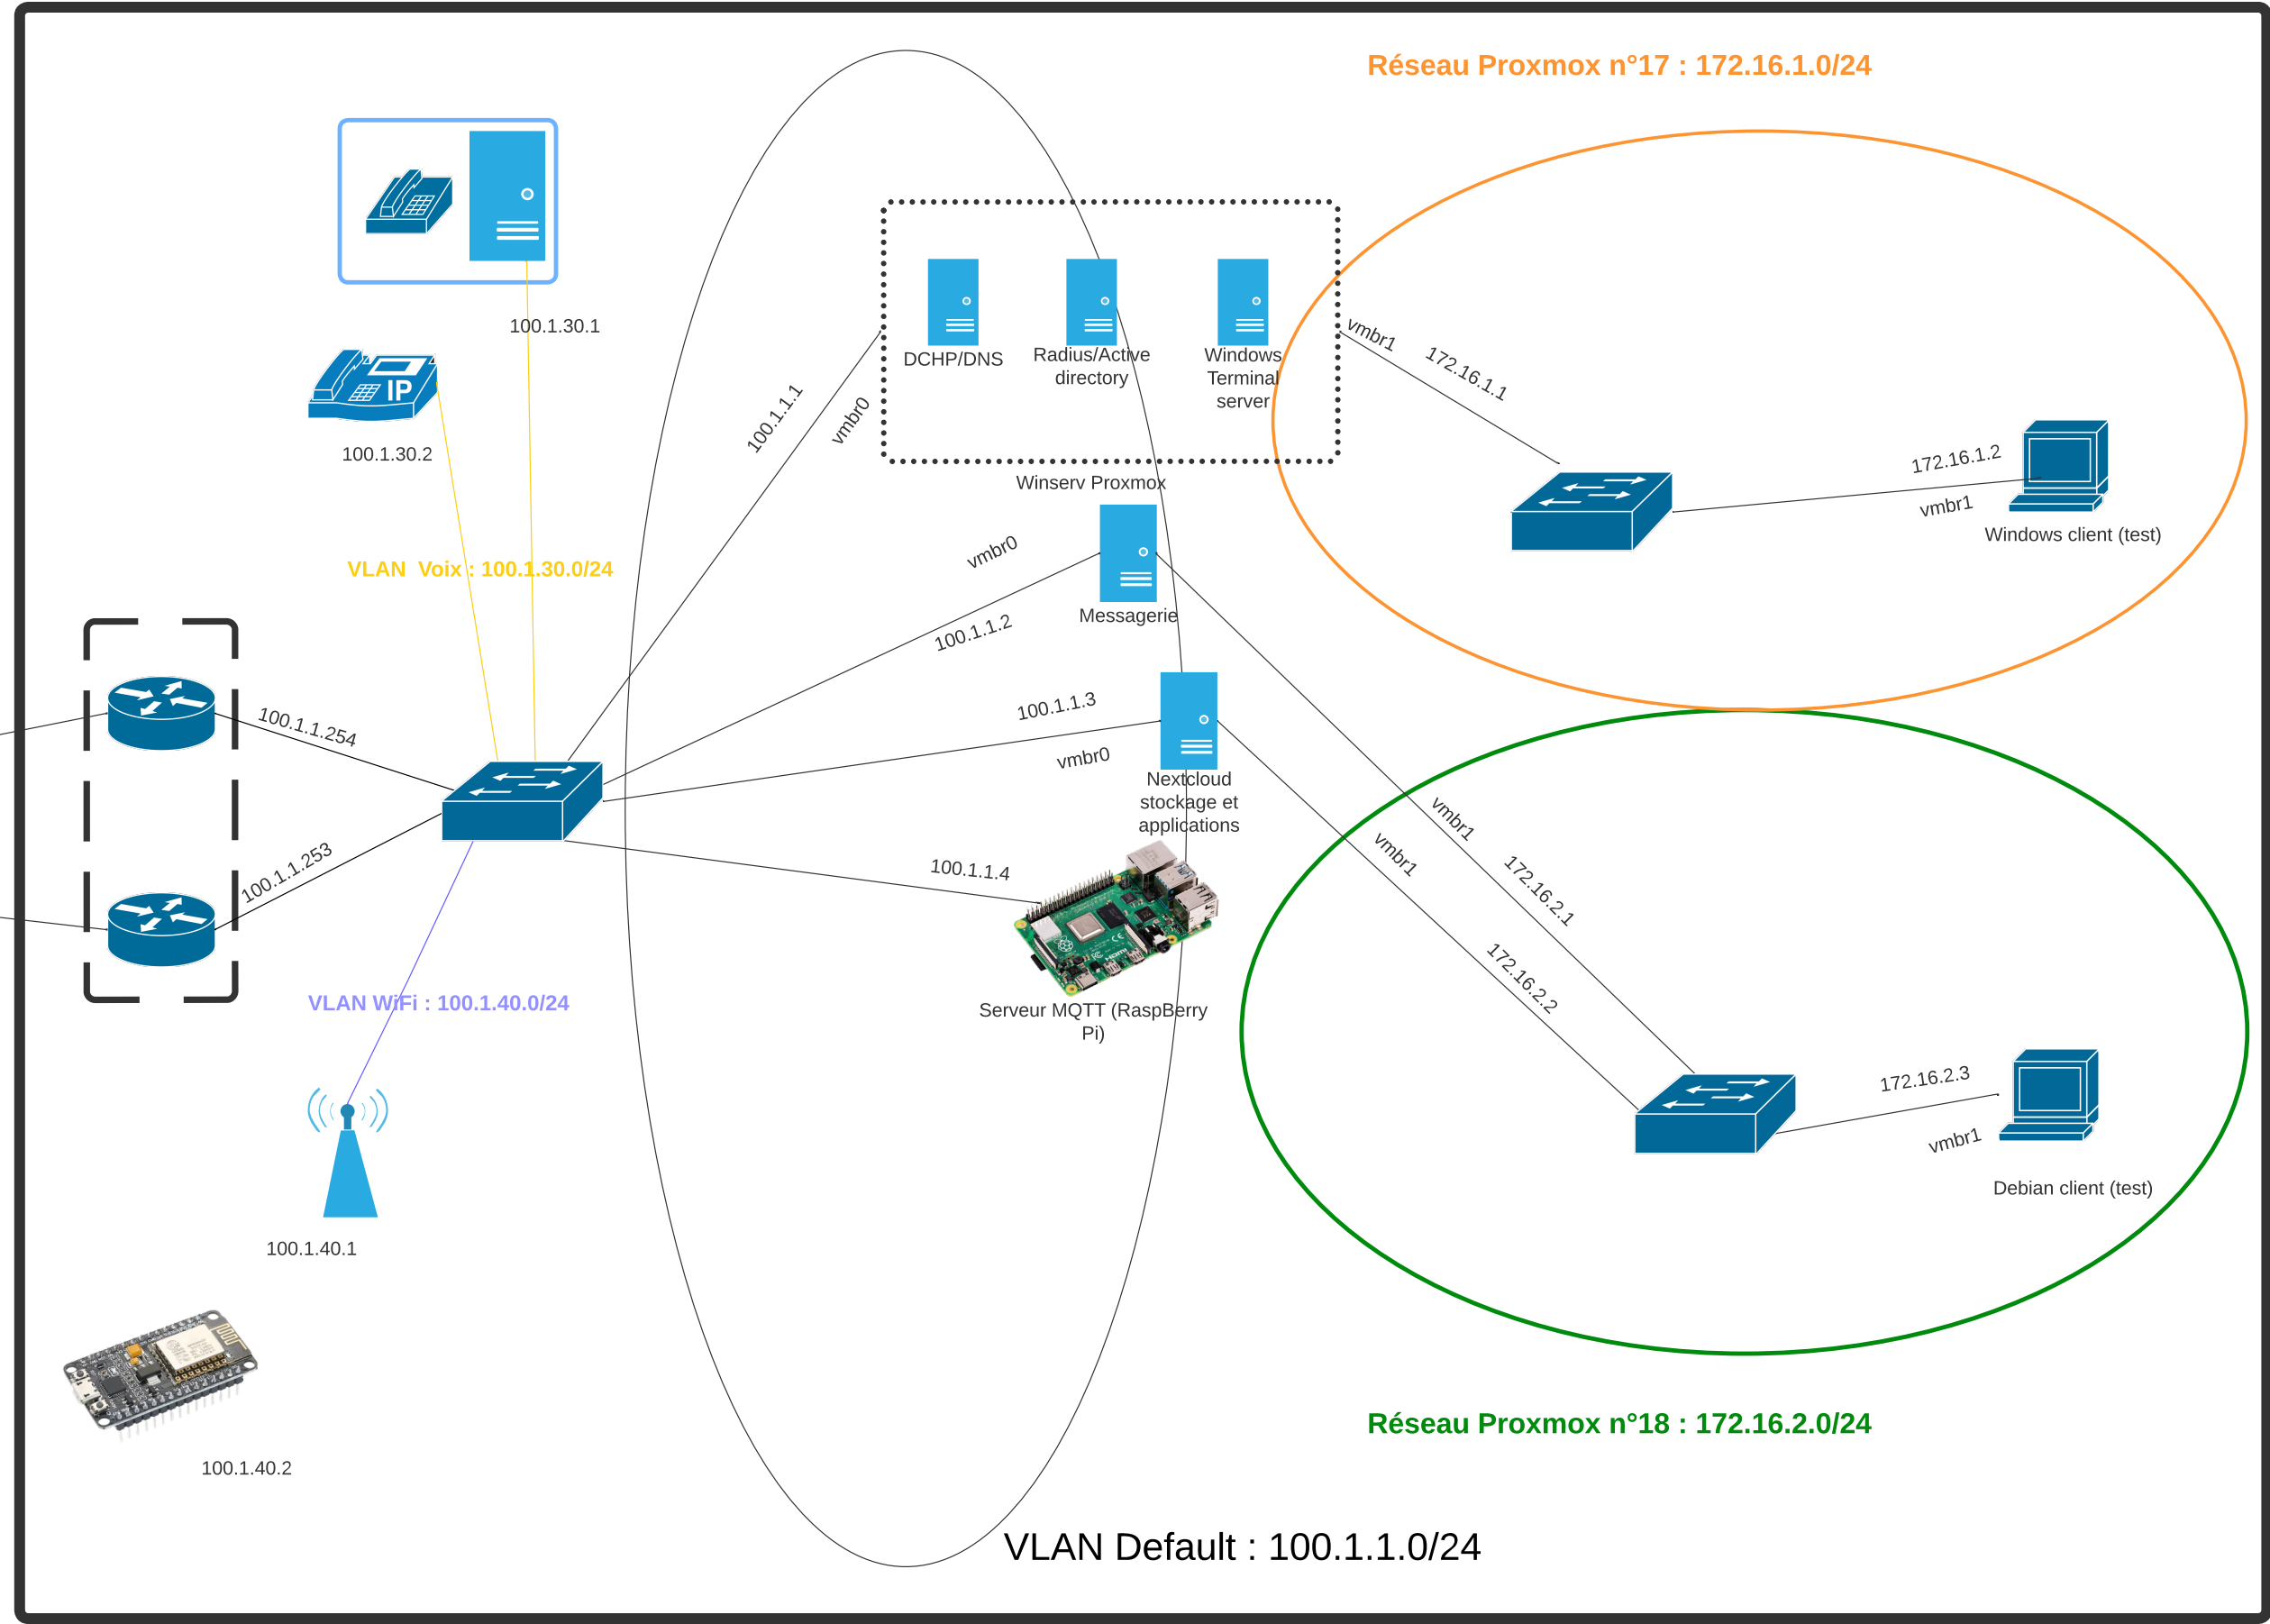 Réseau Proxmox n°17 : 172.16.1.0/24
100.1.30.1
IP
100.1.30.2
VLAN  Voix : 100.1.30.0/24
100.1.1.254
100.1.1.253
VLAN WiFi : 100.1.40.0/24
100.1.40.1
100.1.40.2
100.1.1.1
vmbr0
DCHP/DNS
Radius/Active
directory
Windows
Terminal
server
Winserv Proxmox
vmbr0
100.1.1.2
Messagerie
100.1.1.3
vmbr0
Nextcloud
stockage et
applications
100.1.1.4
HDMI
Serveur MQTT (RaspBerry
Pi)
vmbr1
172.16.1.1
172.16.1.2
vmbr1
Windows client (test)
vmbr1
172.16.2.1
vmbr1
172.16.2.2
172.16.2.3
vmbr1
Debian client (test)
Réseau Proxmox n°18 : 172.16.2.0/24
VLAN Default : 100.1.1.0/24